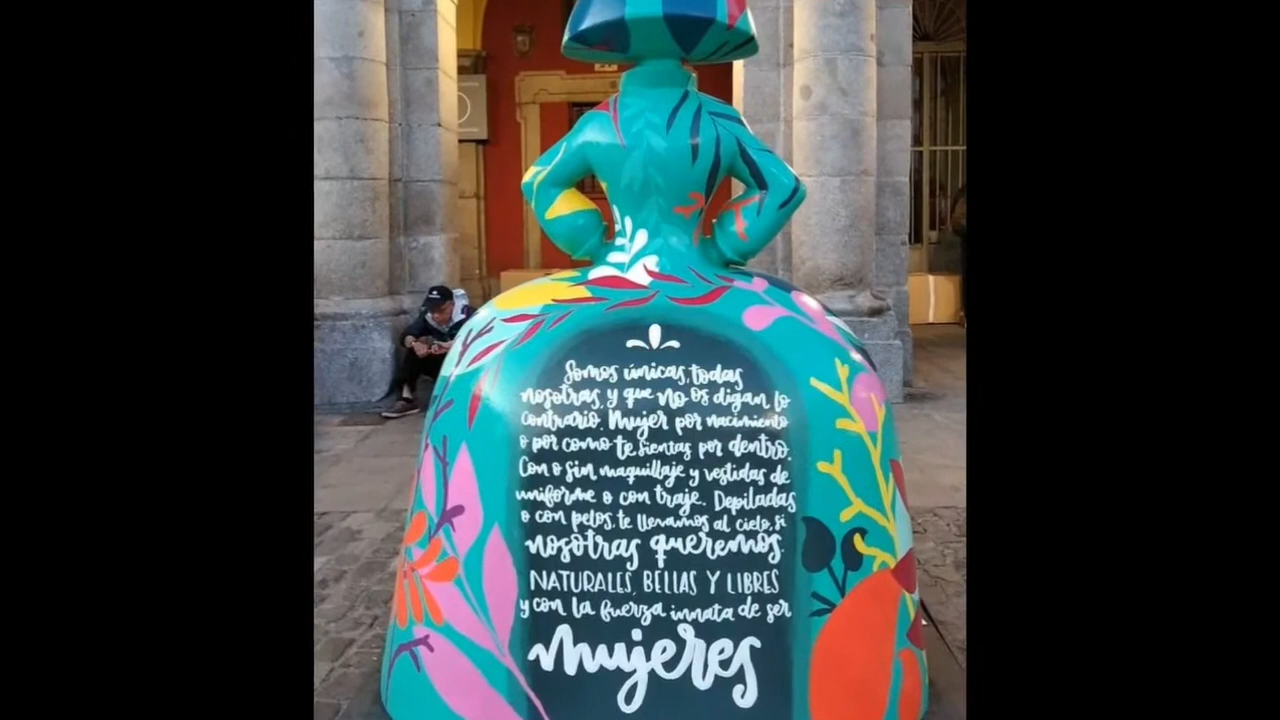 Somos únicas, todas
nosotras, y que no os digan lo
contrario. Mujer por nacimiento
o por como te sientas por dentro.
Con o sin maquillaje y vestidas de
uniforme o con traje. Depiladas
o con pelos, te llevamos al cielo, si
nosotras queremos.
NATURALES, BELLAS Y LIBRES
y con la fuerza innata de ser
mujeres